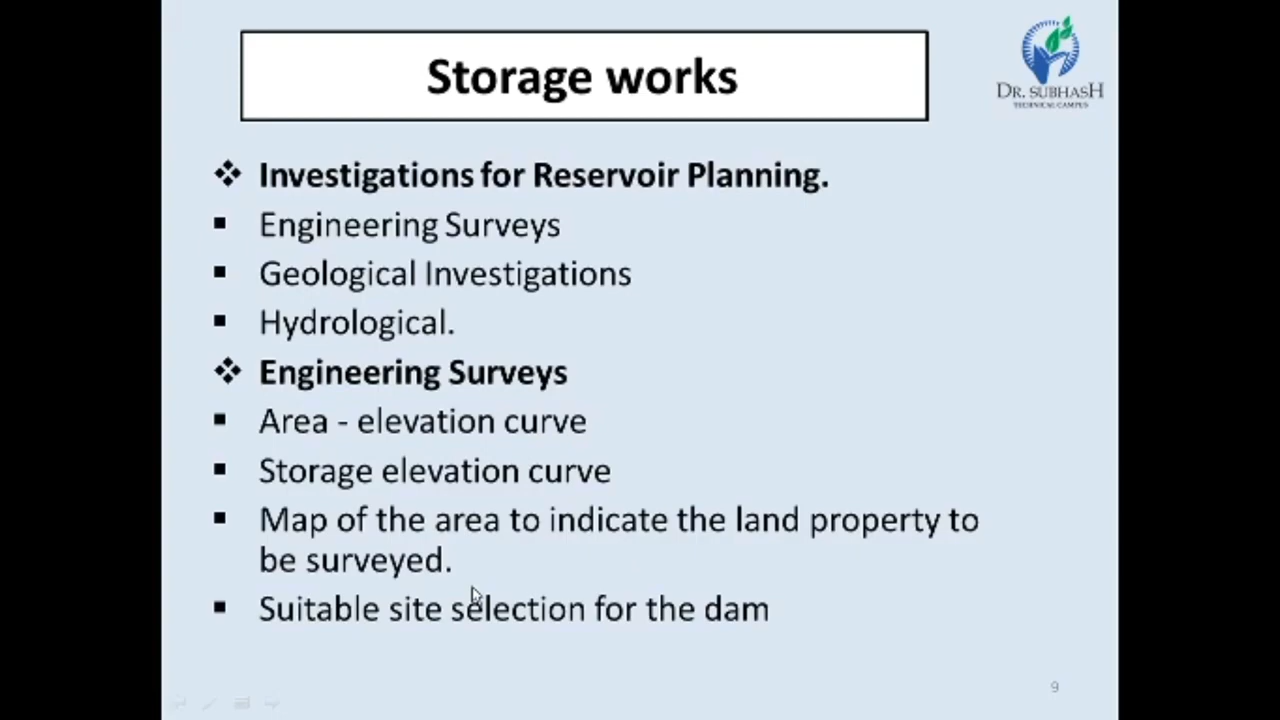 Storage works
DR. SUBHASH
TECHNICAL CAMPUS
❖ Investigations for Reservoir Planning.
▪ Engineering Surveys
▪ Geological Investigations
▪ Hydrological.
❖ Engineering Surveys
▪ Area - elevation curve
▪ Storage elevation curve
▪ Map of the area to indicate the land property to
be surveyed.
▪ Suitable site selection for the dam
9